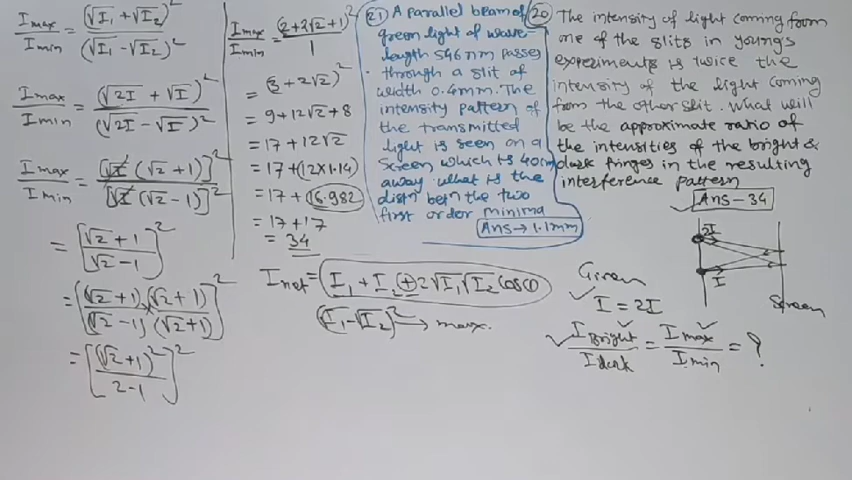 Imax/Imin = (√I₁ + √I₂)²/(√I₁ - √I₂)²
Imax/Imin = (√2I + √I)²/(√2I - √I)²
Imax/Imin = [√I (√2 + 1)]²/[√I (√2 - 1)]²
= [√2 + 1/√2 - 1]²
= [(√2 + 1) × (√2 + 1)/(√2 - 1) (√2 + 1)]²
= [(√2 + 1)²/2 - 1]²
Imax/Imin = (2 + 2√2 + 1)²/1
= (3 + 2√2)²
= 9 + 12√2 + 8
= 17 + 12√2
= 17 + (12 × 1.14)
= 17 + 16.982
= 17 + 17
= 34
Inet = I₁ + I₂ (+) 2√I₁ √I₂ cos
(√I₁ - √I₂)² → max.
21 A parallel beam of
green light of wave-
length 546 nm passes
through a slit of
width 0.4mm. The
intensity pattern of
the transmitted
light is seen on a
screen which is 40cm
away. what is the
distn betn the two
first order minima
Ans → 1.1mm
20 The intensity of light coming from
one of the slits in young's
experiments is twice the
intensity of the light coming
from the other slit. What will
be the approximate ratio of
the intensities of the bright &
dark fringes in the resulting
interference pattern
Ans - 34
2I
I
Screen
Given
I = 2I
I Bright/I dark = Imax/Imin = ?